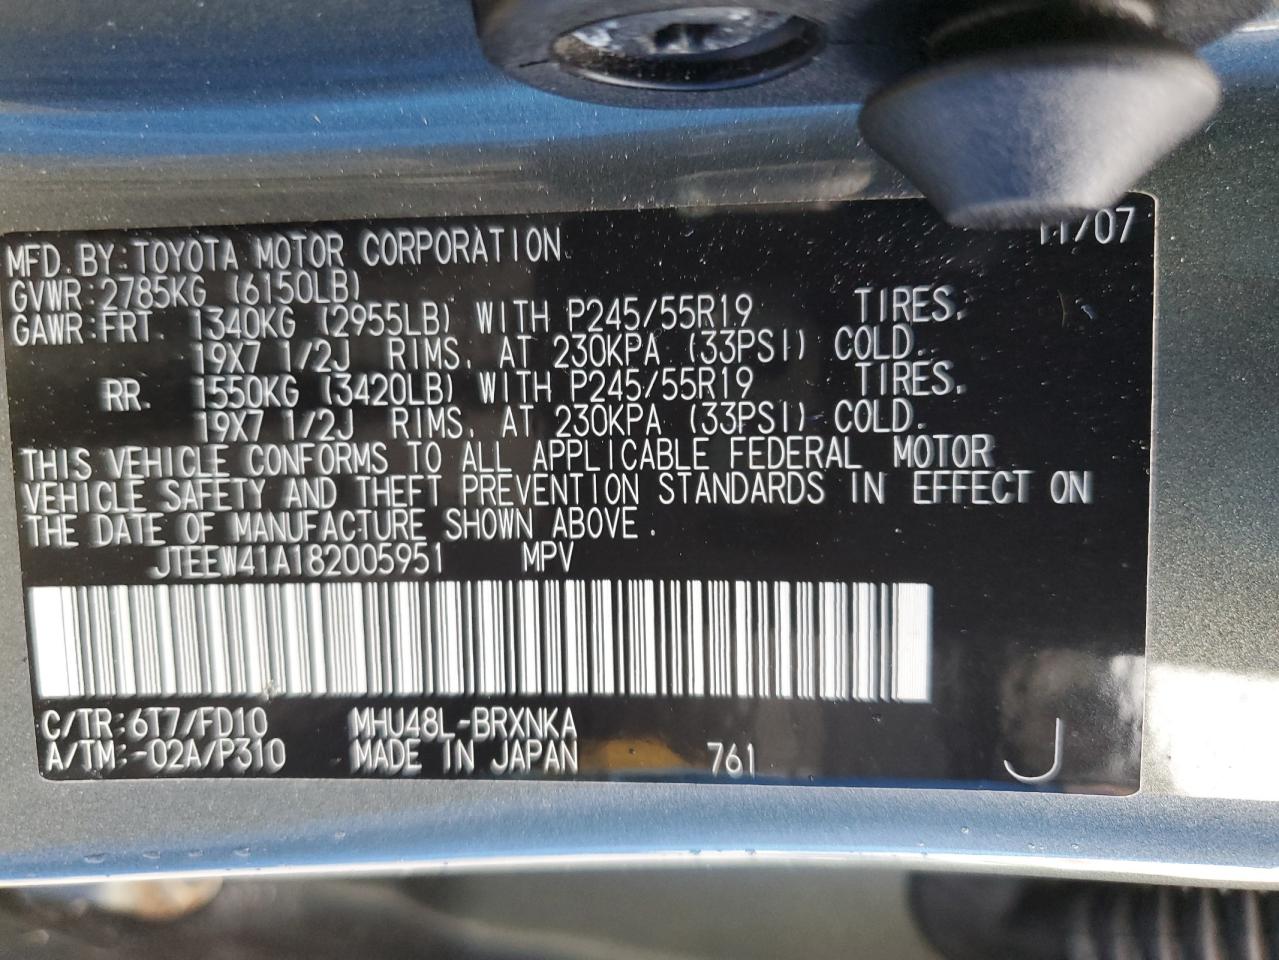 11/07
MFD. BY: TOYOTA MOTOR CORPORATION
GVWR: 2785KG (6150LB)
GAWR: FRT. 1340KG (2955LB) WITH P245/55R19 TIRES.
19X7 1/2J RIMS, AT 230KPA (33PSI) COLD.
RR. 1550KG (3420LB) WITH P245/55R19 TIRES.
19X7 1/2J RIMS, AT 230KPA (33PSI) COLD.
THIS VEHICLE CONFORMS TO ALL APPLICABLE FEDERAL MOTOR
VEHICLE SAFETY AND THEFT PREVENTION STANDARDS IN EFFECT ON
THE DATE OF MANUFACTURE SHOWN ABOVE.
JTEEW41A182005951 MPV
C/TR: 6T7/FD10 MHU48L-BRXNKA
A/TM: -02A/P310 MADE IN JAPAN 761 J